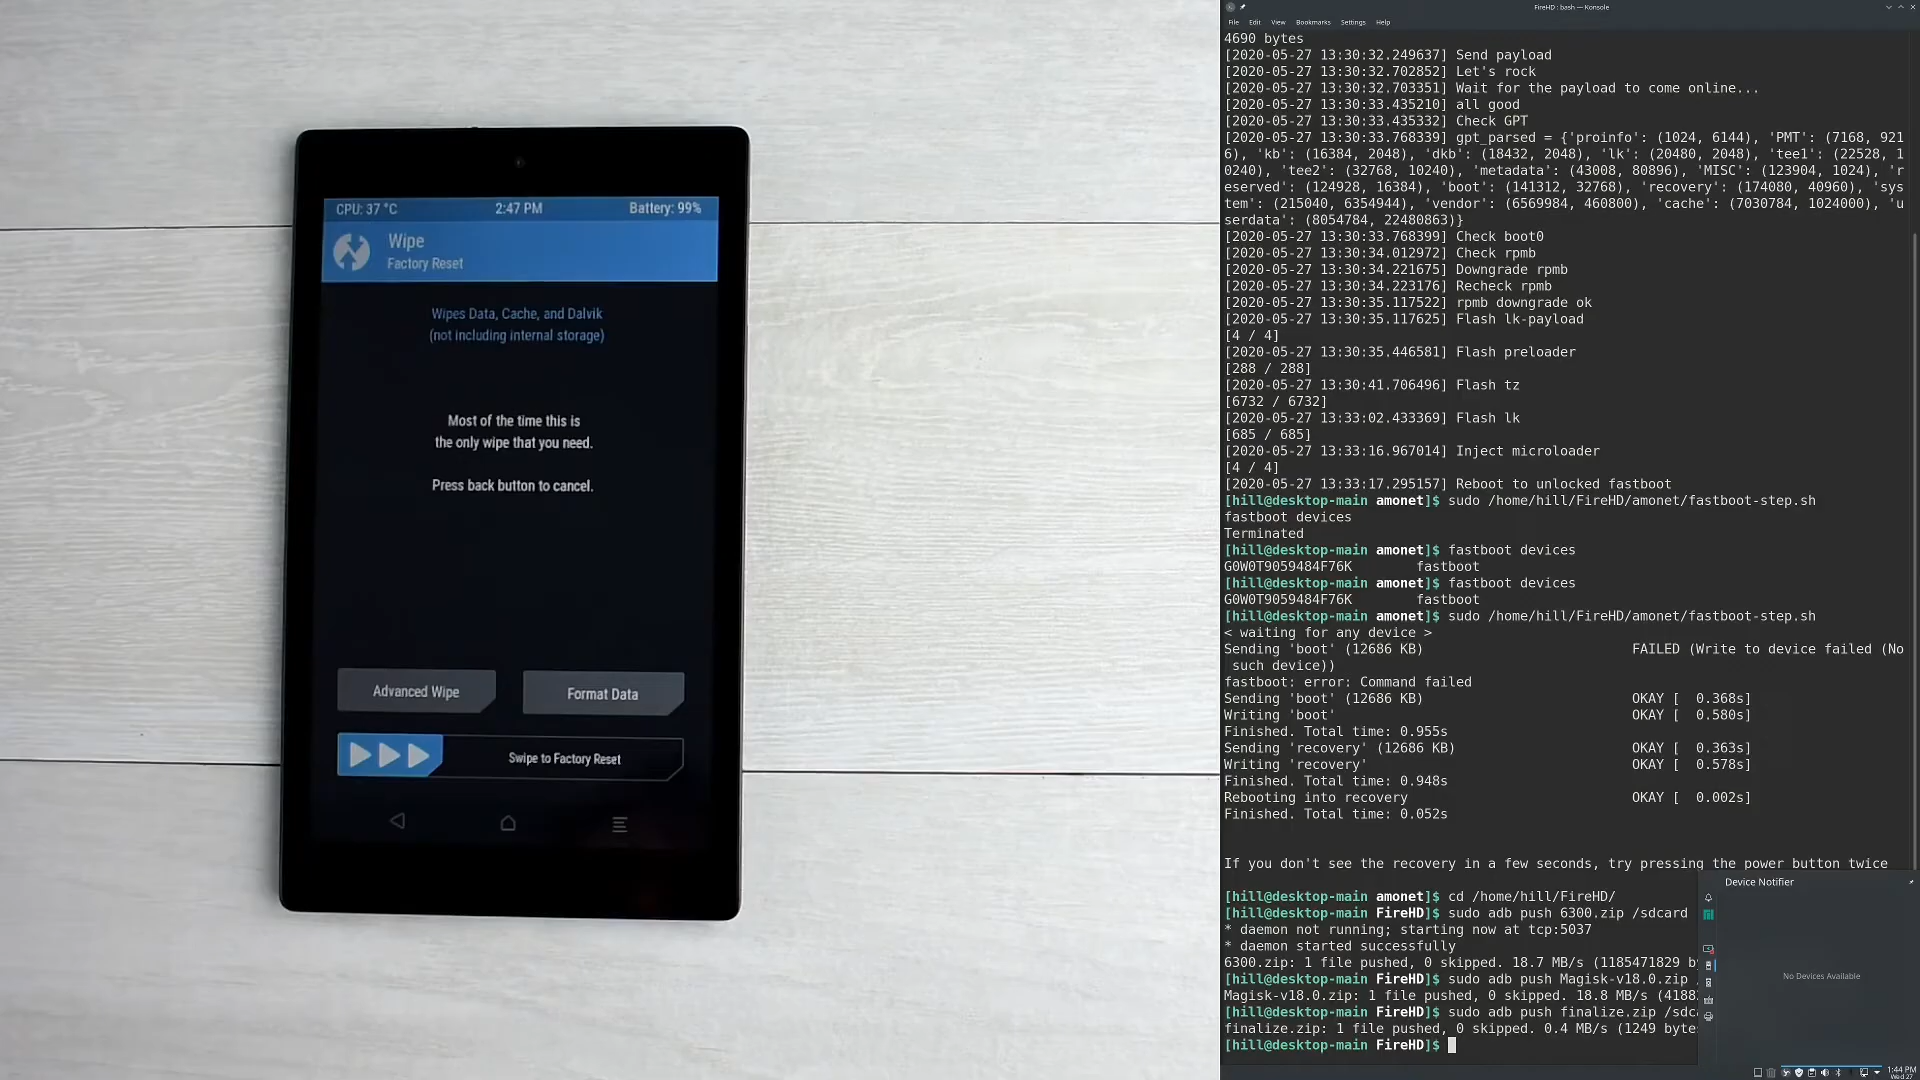 CPU: 37 °C
2:47 PM
Battery: 99%
Wipe
Factory Reset
Wipes Data, Cache, and Dalvik
(not including internal storage)
Most of the time this is
the only wipe that you need.
Press back button to cancel.
Advanced Wipe
Format Data
Swipe to Factory Reset
FireHD : bash — Konsole
File Edit View Bookmarks Settings Help
4690 bytes
[2020-05-27 13:30:32.249637] Send payload
[2020-05-27 13:30:32.702852] Let's rock
[2020-05-27 13:30:32.703351] Wait for the payload to come online...
[2020-05-27 13:30:33.435210] all good
[2020-05-27 13:30:33.435332] Check GPT
[2020-05-27 13:30:33.768339] gpt_parsed = {'proinfo': (1024, 6144), 'PMT': (7168, 921
6), 'kb': (16384, 2048), 'dkb': (18432, 2048), 'lk': (20480, 2048), 'tee1': (22528, 1
0240), 'tee2': (32768, 10240), 'metadata': (43008, 80896), 'MISC': (123904, 1024), 'r
eserved': (124928, 16384), 'boot': (141312, 32768), 'recovery': (174080, 40960), 'sys
tem': (215040, 6354944), 'vendor': (6569984, 460800), 'cache': (7030784, 1024000), 'u
serdata': (8054784, 22480863)}
[2020-05-27 13:30:33.768399] Check boot0
[2020-05-27 13:30:34.012972] Check rpmb
[2020-05-27 13:30:34.221675] Downgrade rpmb
[2020-05-27 13:30:34.223176] Recheck rpmb
[2020-05-27 13:30:35.117522] rpmb downgrade ok
[2020-05-27 13:30:35.117625] Flash lk-payload
[4 / 4]
[2020-05-27 13:30:35.446581] Flash preloader
[288 / 288]
[2020-05-27 13:30:41.706496] Flash tz
[6732 / 6732]
[2020-05-27 13:33:02.433369] Flash lk
[685 / 685]
[2020-05-27 13:33:16.967014] Inject microloader
[4 / 4]
[2020-05-27 13:33:17.295157] Reboot to unlocked fastboot
[hill@desktop-main amonet]$ sudo /home/hill/FireHD/amonet/fastboot-step.sh
fastboot devices
Terminated
[hill@desktop-main amonet]$ fastboot devices
G0W0T9059484F76K fastboot
[hill@desktop-main amonet]$ fastboot devices
G0W0T9059484F76K fastboot
[hill@desktop-main amonet]$ sudo /home/hill/FireHD/amonet/fastboot-step.sh
< waiting for any device >
Sending 'boot' (12686 KB) FAILED (Write to device failed (No
such device))
fastboot: error: Command failed
Sending 'boot' (12686 KB) OKAY [ 0.368s]
Writing 'boot' OKAY [ 0.580s]
Finished. Total time: 0.955s
Sending 'recovery' (12686 KB) OKAY [ 0.363s]
Writing 'recovery' OKAY [ 0.578s]
Finished. Total time: 0.948s
Rebooting into recovery OKAY [ 0.002s]
Finished. Total time: 0.052s
If you don't see the recovery in a few seconds, try pressing the power button twice
[hill@desktop-main amonet]$ cd /home/hill/FireHD/
[hill@desktop-main FireHD]$ sudo adb push 6300.zip /sdcard
* daemon not running; starting now at tcp:5037
* daemon started successfully
6300.zip: 1 file pushed, 0 skipped. 18.7 MB/s (1185471829 b
[hill@desktop-main FireHD]$ sudo adb push Magisk-v18.0.zip
Magisk-v18.0.zip: 1 file pushed, 0 skipped. 18.8 MB/s (4188
[hill@desktop-main FireHD]$ sudo adb push finalize.zip /sdc
finalize.zip: 1 file pushed, 0 skipped. 0.4 MB/s (1249 byte
[hill@desktop-main FireHD]$
Device Notifier
No Devices Available
1:44 PM
Wed 27